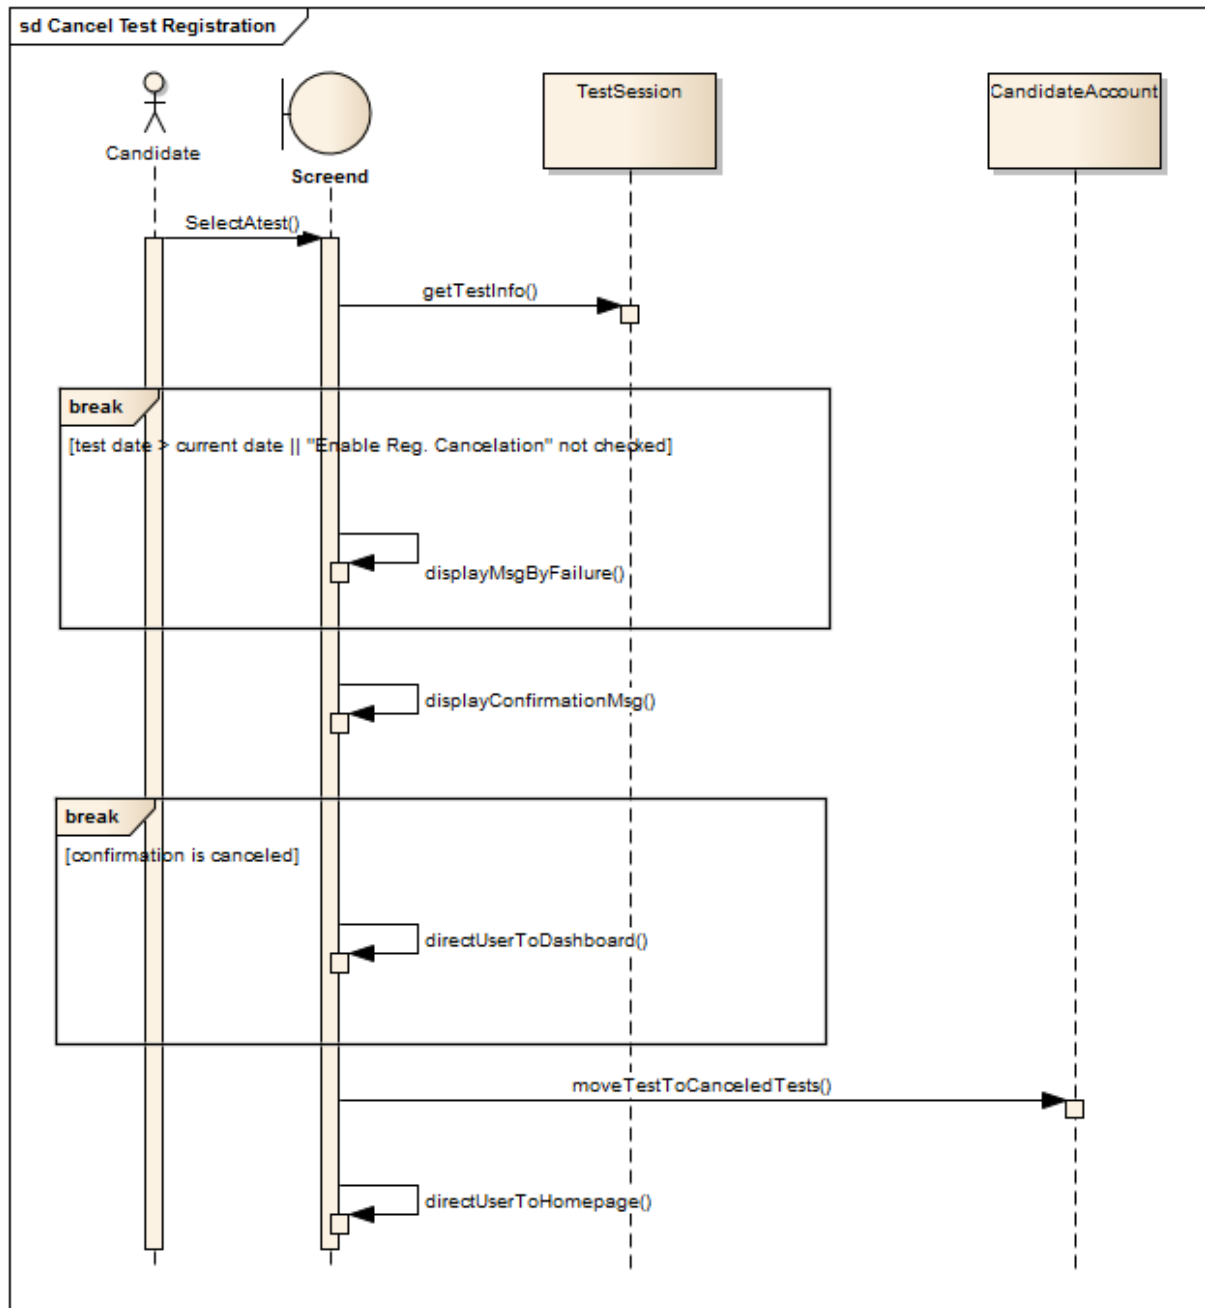 sd Cancel Test Registration
Candidate
Screend
TestSession
CandidateAccount
SelectAtest()
getTestInfo()
break
[test date > current date || "Enable Reg. Cancelation" not checked]
displayMsgByFailure()
displayConfirmationMsg()
break
[confirmation is canceled]
directUserToDashboard()
moveTestToCanceledTests()
directUserToHomepage()